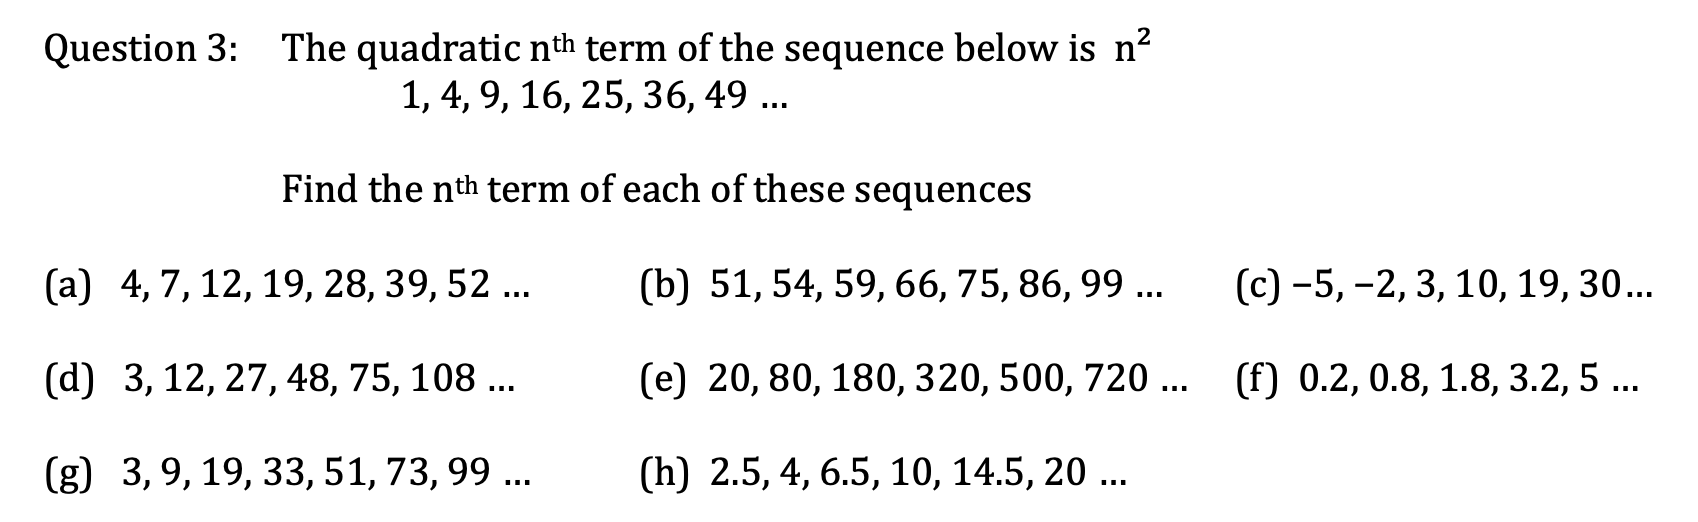 Question 3: The quadratic nᵗʰ term of the sequence below is n²
1, 4, 9, 16, 25, 36, 49 ...
Find the nᵗʰ term of each of these sequences
(a) 4, 7, 12, 19, 28, 39, 52 ... (b) 51, 54, 59, 66, 75, 86, 99 ... (c) −5, −2, 3, 10, 19, 30...
(d) 3, 12, 27, 48, 75, 108 ... (e) 20, 80, 180, 320, 500, 720 ... (f) 0.2, 0.8, 1.8, 3.2, 5 ...
(g) 3, 9, 19, 33, 51, 73, 99 ... (h) 2.5, 4, 6.5, 10, 14.5, 20 ...